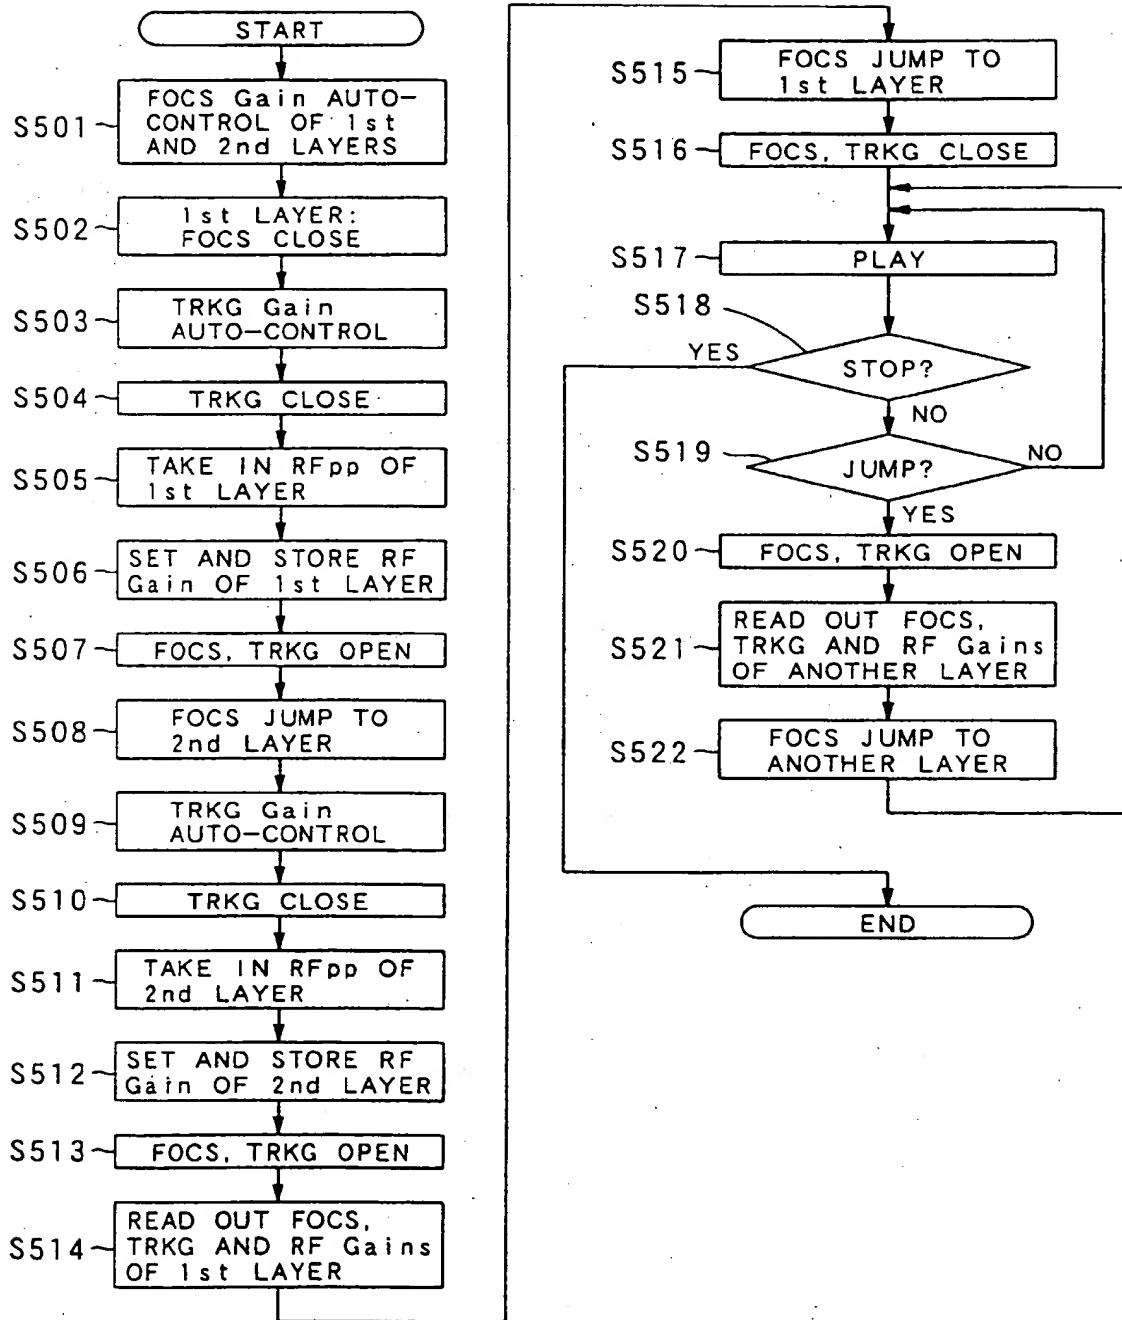 START
S501
FOCS Gain AUTO-
CONTROL OF 1st
AND 2nd LAYERS
S502
1st LAYER:
FOCS CLOSE
S503
TRKG Gain
AUTO-CONTROL
S504
TRKG CLOSE
S505
TAKE IN RFpp OF
1st LAYER
S506
SET AND STORE RF
Gain OF 1st LAYER
S507
FOCS, TRKG OPEN
S508
FOCS JUMP TO
2nd LAYER
S509
TRKG Gain
AUTO-CONTROL
S510
TRKG CLOSE
S511
TAKE IN RFpp OF
2nd LAYER
S512
SET AND STORE RF
Gain OF 2nd LAYER
S513
FOCS, TRKG OPEN
S514
READ OUT FOCS,
TRKG AND RF Gains
OF 1st LAYER
S515
FOCS JUMP TO
1st LAYER
S516
FOCS, TRKG CLOSE
S517
PLAY
S518
STOP?
YES
NO
S519
JUMP?
NO
YES
S520
FOCS, TRKG OPEN
S521
READ OUT FOCS,
TRKG AND RF Gains
OF ANOTHER LAYER
S522
FOCS JUMP TO
ANOTHER LAYER
END